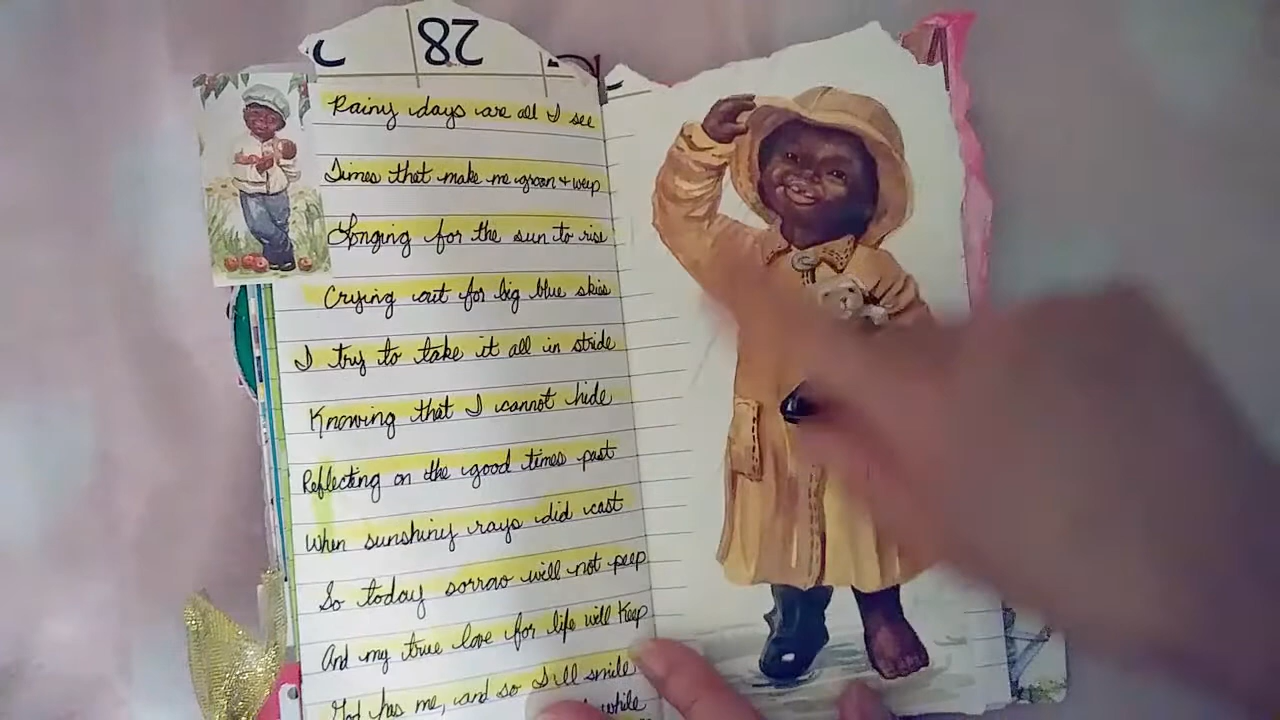 28
Rainy days are all I see
Times that make me groan + weep
Longing for the sun to rise
Crying out for big blue skies
I try to take it all in stride
Knowing that I cannot hide
Reflecting on the good times past
When sunshiny rays did cast
So today sorrow will not peep
And my true love for life will keep
God has me, and so I'll smile
while